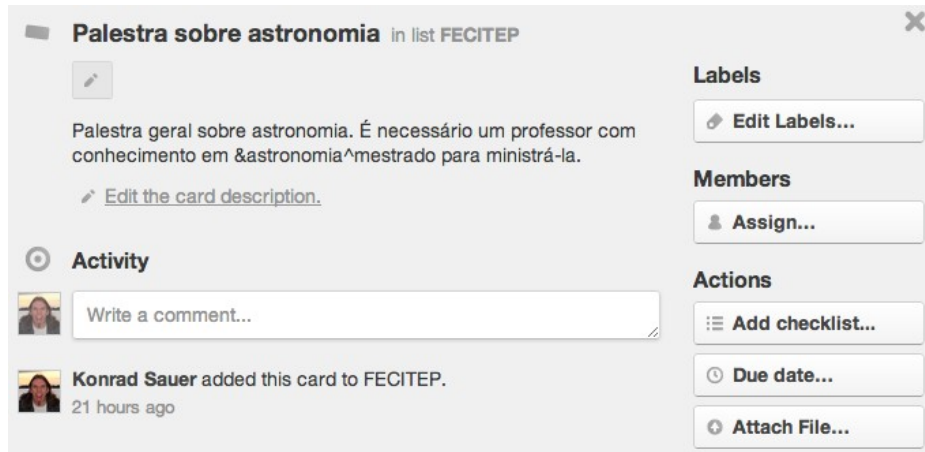 Palestra sobre astronomia in list FECITEP
Palestra geral sobre astronomia. É necessário um professor com
conhecimento em &astronomia^mestrado para ministrá-la.
Edit the card description.
Activity
Write a comment...
Konrad Sauer added this card to FECITEP.
21 hours ago
Labels
Edit Labels...
Members
Assign...
Actions
Add checklist...
Due date...
Attach File...